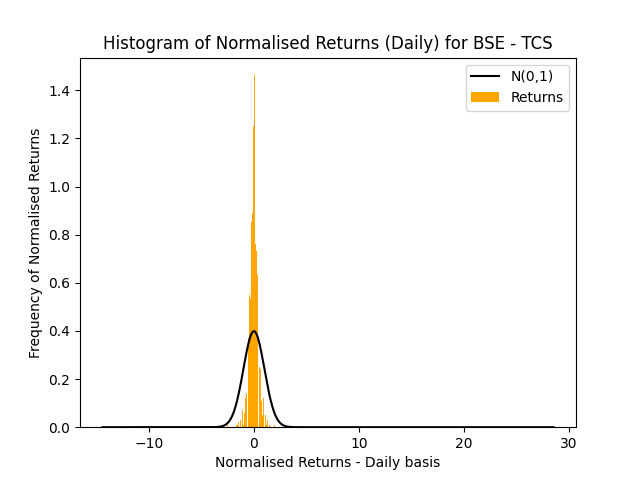 Histogram of Normalised Returns (Daily) for BSE - TCS
N(0,1)
Returns
1.4
1.2
1.0
0.8
0.6
0.4
0.2
0.0
Frequency of Normalised Returns
−10
0
10
20
30
Normalised Returns - Daily basis